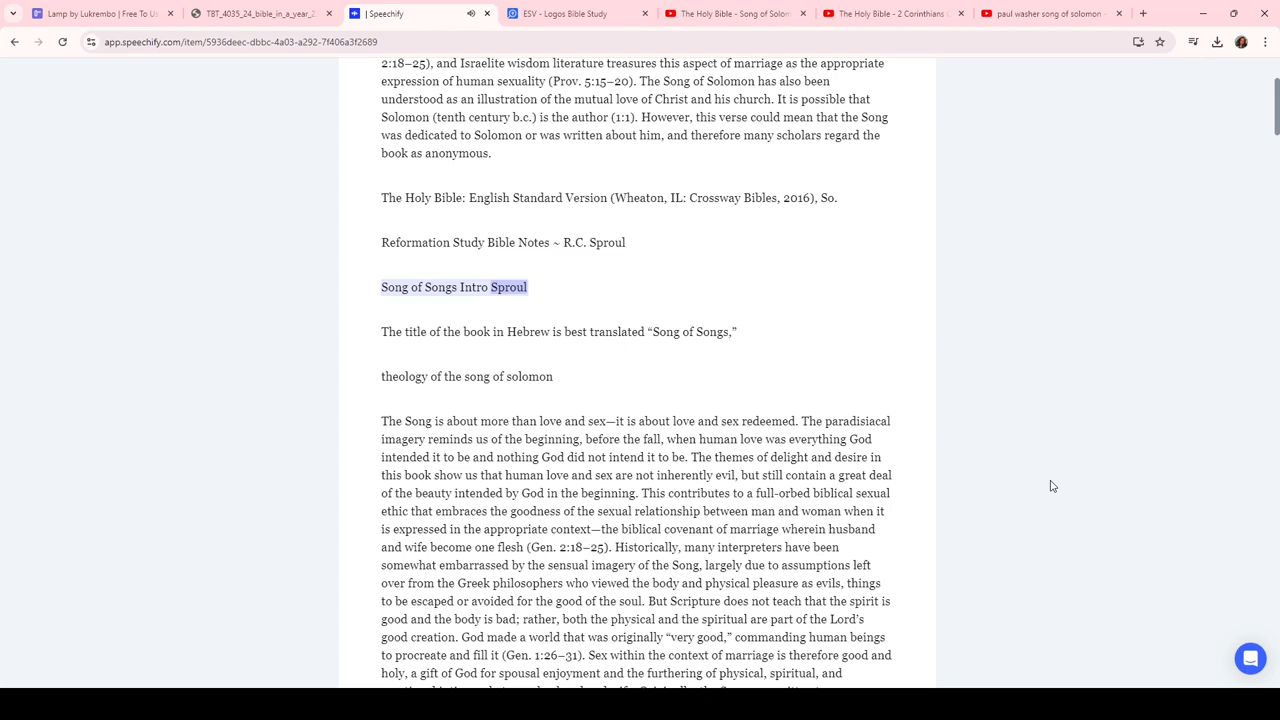 Lamp by Lukrembo | Free To Us
TBT_4035_24_bible_in_a_year_2
| Speechify
ESV - Logos Bible Study
The Holy Bible - Song of Solom
The Holy Bible - 2 Corinthians
paul washer song of solomon -
app.speechify.com/item/5936deec-dbbc-4a03-a292-7f406a3f2689
2:18–25), and Israelite wisdom literature treasures this aspect of marriage as the appropriate
expression of human sexuality (Prov. 5:15–20). The Song of Solomon has also been
understood as an illustration of the mutual love of Christ and his church. It is possible that
Solomon (tenth century b.c.) is the author (1:1). However, this verse could mean that the Song
was dedicated to Solomon or was written about him, and therefore many scholars regard the
book as anonymous.
The Holy Bible: English Standard Version (Wheaton, IL: Crossway Bibles, 2016), So.
Reformation Study Bible Notes ~ R.C. Sproul
Song of Songs Intro Sproul
The title of the book in Hebrew is best translated “Song of Songs,”
theology of the song of solomon
The Song is about more than love and sex—it is about love and sex redeemed. The paradisiacal
imagery reminds us of the beginning, before the fall, when human love was everything God
intended it to be and nothing God did not intend it to be. The themes of delight and desire in
this book show us that human love and sex are not inherently evil, but still contain a great deal
of the beauty intended by God in the beginning. This contributes to a full-orbed biblical sexual
ethic that embraces the goodness of the sexual relationship between man and woman when it
is expressed in the appropriate context—the biblical covenant of marriage wherein husband
and wife become one flesh (Gen. 2:18–25). Historically, many interpreters have been
somewhat embarrassed by the sensual imagery of the Song, largely due to assumptions left
over from the Greek philosophers who viewed the body and physical pleasure as evils, things
to be escaped or avoided for the good of the soul. But Scripture does not teach that the spirit is
good and the body is bad; rather, both the physical and the spiritual are part of the Lord’s
good creation. God made a world that was originally “very good,” commanding human beings
to procreate and fill it (Gen. 1:26–31). Sex within the context of marriage is therefore good and
holy, a gift of God for spousal enjoyment and the furthering of physical, spiritual, and